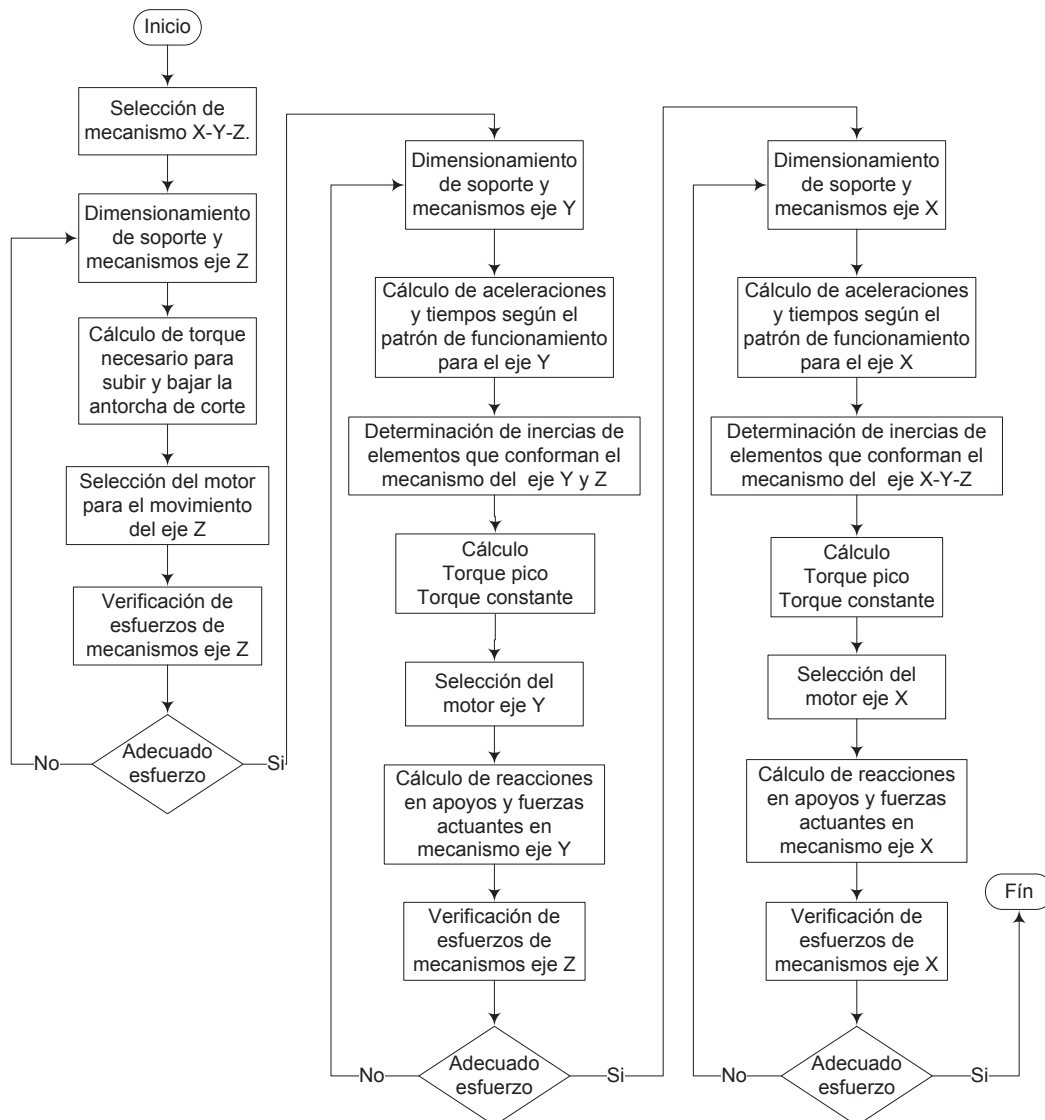 Inicio
Selección de
mecanismo X-Y-Z.
Dimensionamiento
de soporte y
mecanismos eje Z
Cálculo de torque
necesario para
subir y bajar la
antorcha de corte
Selección del motor
para el movimiento
del eje Z
Verificación de
esfuerzos de
mecanismos eje Z
Adecuado
esfuerzo
No
Si
Dimensionamiento
de soporte y
mecanismos eje Y
Cálculo de aceleraciones
y tiempos según el
patrón de funcionamiento
para el eje Y
Determinación de inercias de
elementos que conforman el
mecanismo del eje Y y Z
Cálculo
Torque pico
Torque constante
Selección del
motor eje Y
Cálculo de reacciones
en apoyos y fuerzas
actuantes en
mecanismo eje Y
Verificación de
esfuerzos de
mecanismos eje Z
Adecuado
esfuerzo
No
Si
Dimensionamiento
de soporte y
mecanismos eje X
Cálculo de aceleraciones
y tiempos según el
patrón de funcionamiento
para el eje X
Determinación de inercias de
elementos que conforman el
mecanismo del eje X-Y-Z
Cálculo
Torque pico
Torque constante
Selección del
motor eje X
Cálculo de reacciones
en apoyos y fuerzas
actuantes en
mecanismo eje X
Verificación de
esfuerzos de
mecanismos eje X
Adecuado
esfuerzo
No
Si
Fín